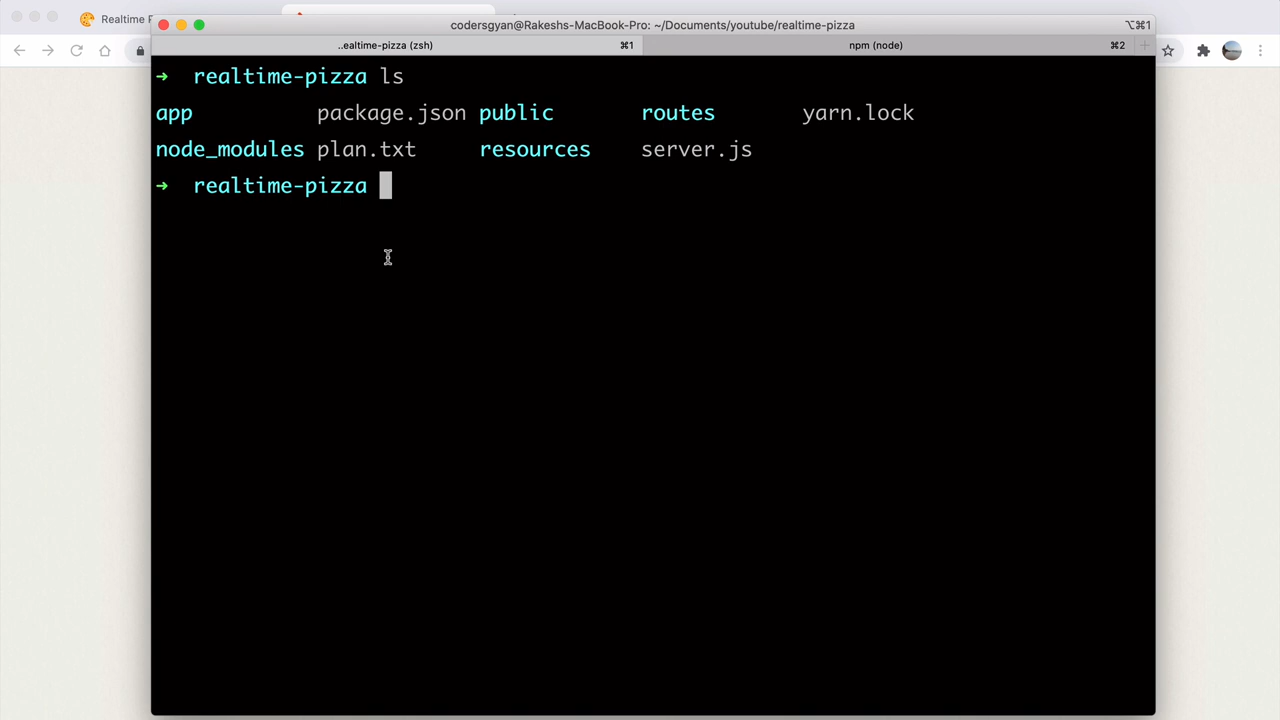 Realtime P
codersgyan@Rakeshs-MacBook-Pro: ~/Documents/youtube/realtime-pizza
⌥⌘1
..ealtime-pizza (zsh) ⌘1 npm (node) ⌘2
➜ realtime-pizza ls
app package.json public routes yarn.lock
node_modules plan.txt resources server.js
➜ realtime-pizza